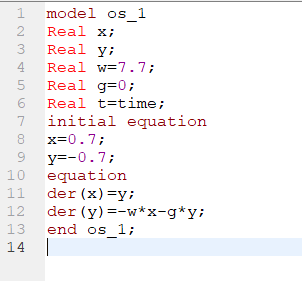 1 model os_1
2 Real x;
3 Real y;
4 Real w=7.7;
5 Real g=0;
6 Real t=time;
7 initial equation
8 x=0.7;
9 y=-0.7;
10 equation
11 der(x)=y;
12 der(y)=-w*x-g*y;
13 end os_1;
14